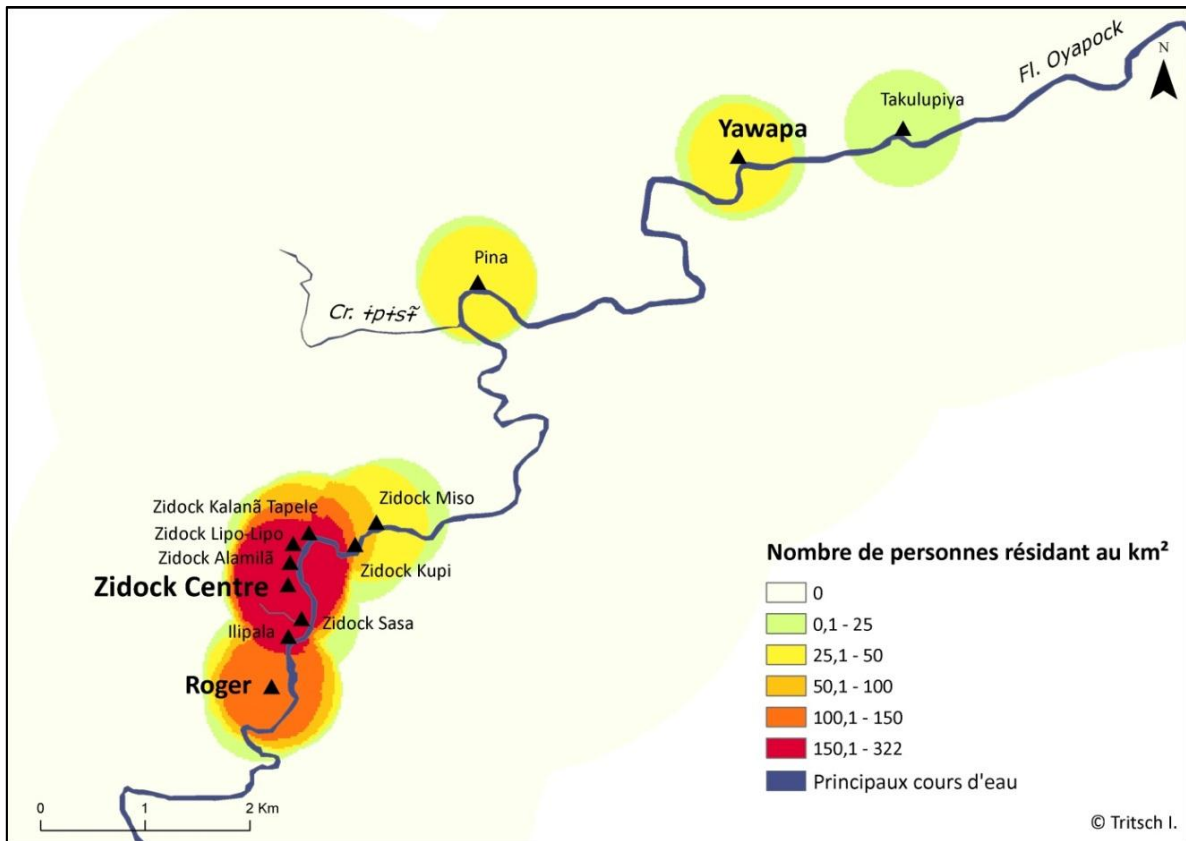 Fl. Oyapock
N
Takulupiya
Yawapa
Pina
Cr. ɨpɨsɨ̃
Zidock Miso
Zidock Kalanã Tapele
Zidock Lipo-Lipo
Zidock Alamilã
Zidock Kupi
Zidock Centre
Zidock Sasa
Ilipala
Roger
Nombre de personnes résidant au km²
0
0,1 - 25
25,1 - 50
50,1 - 100
100,1 - 150
150,1 - 322
Principaux cours d'eau
0 1 2 Km
© Tritsch I.